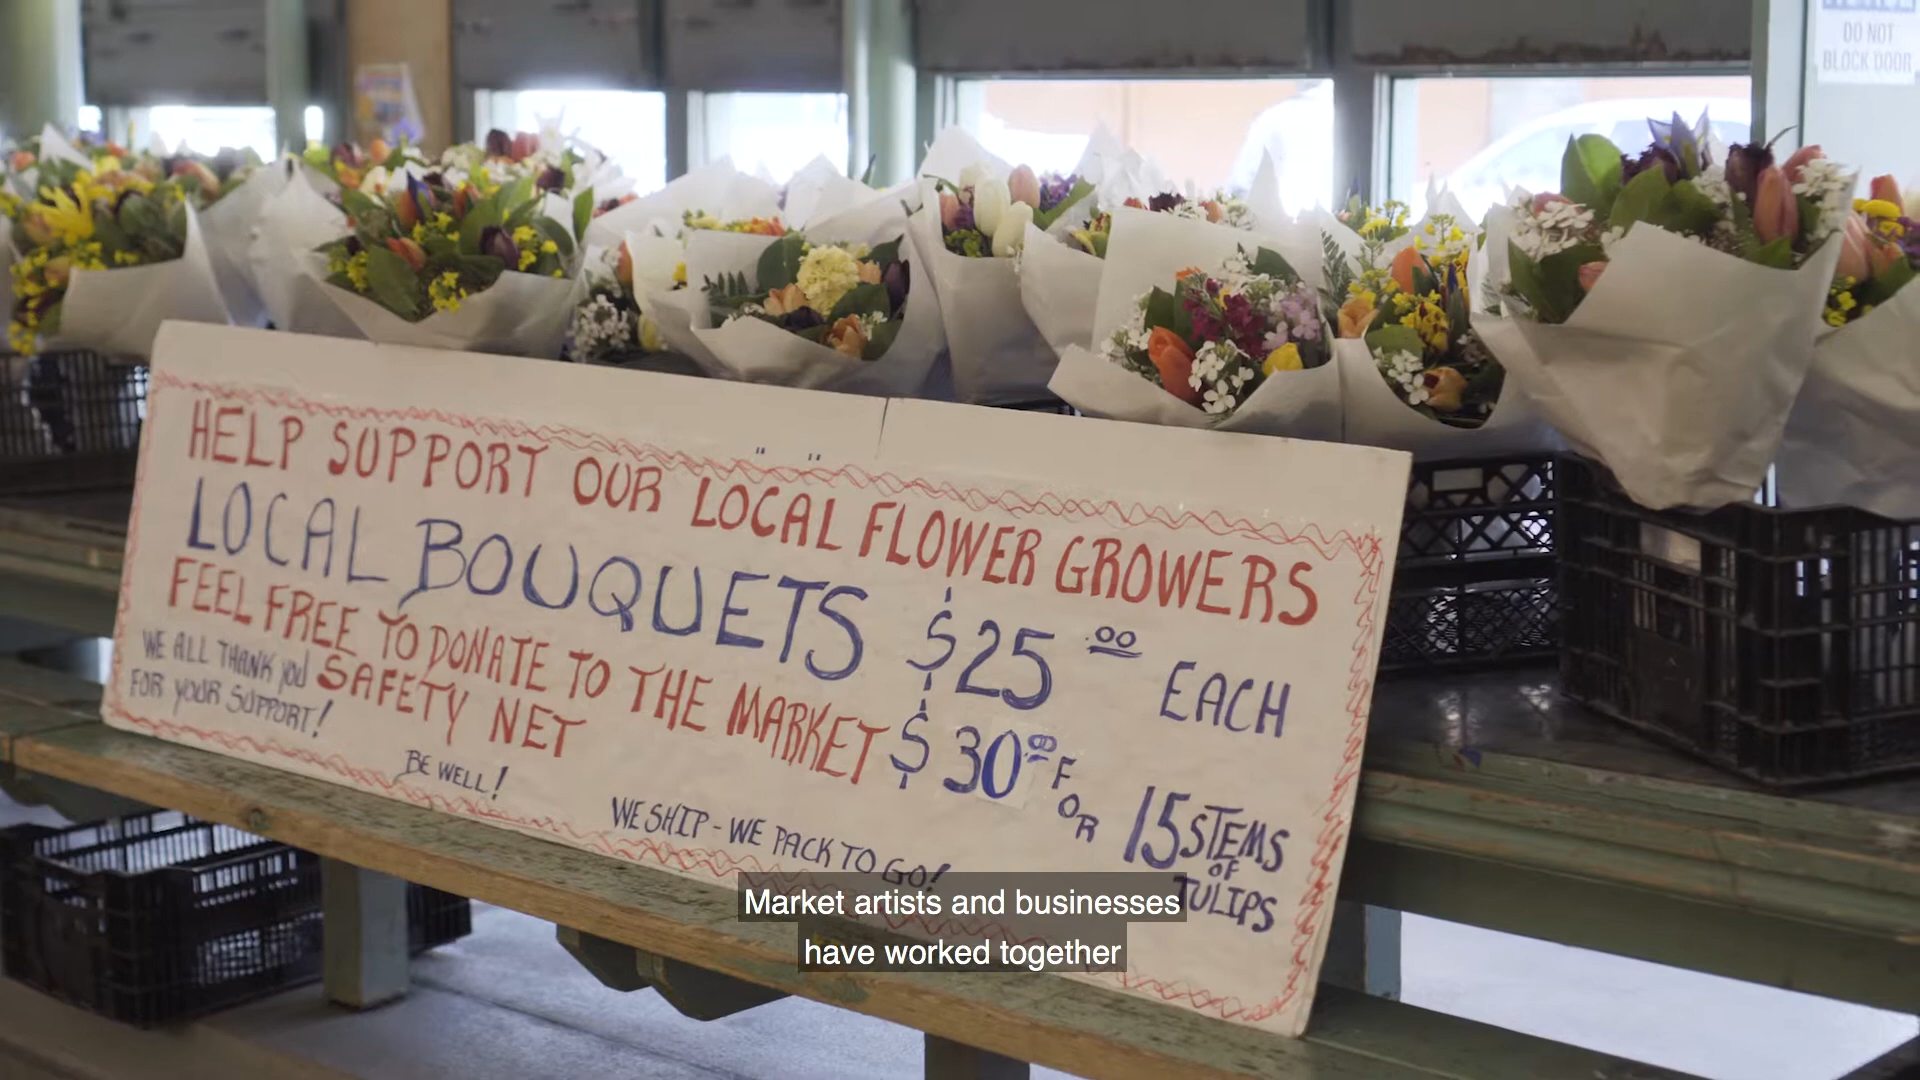 DO NOT
BLOCK DOOR
HELP SUPPORT OUR LOCAL FLOWER GROWERS
LOCAL BOUQUETS $25.00 EACH
FEEL FREE TO DONATE TO THE MARKET
SAFETY NET
WE ALL THANK YOU
FOR YOUR SUPPORT!
$30.00 FOR 15 STEMS
OF
TULIPS
BE WELL!
WE SHIP - WE PACK TO GO!
Market artists and businesses
have worked together